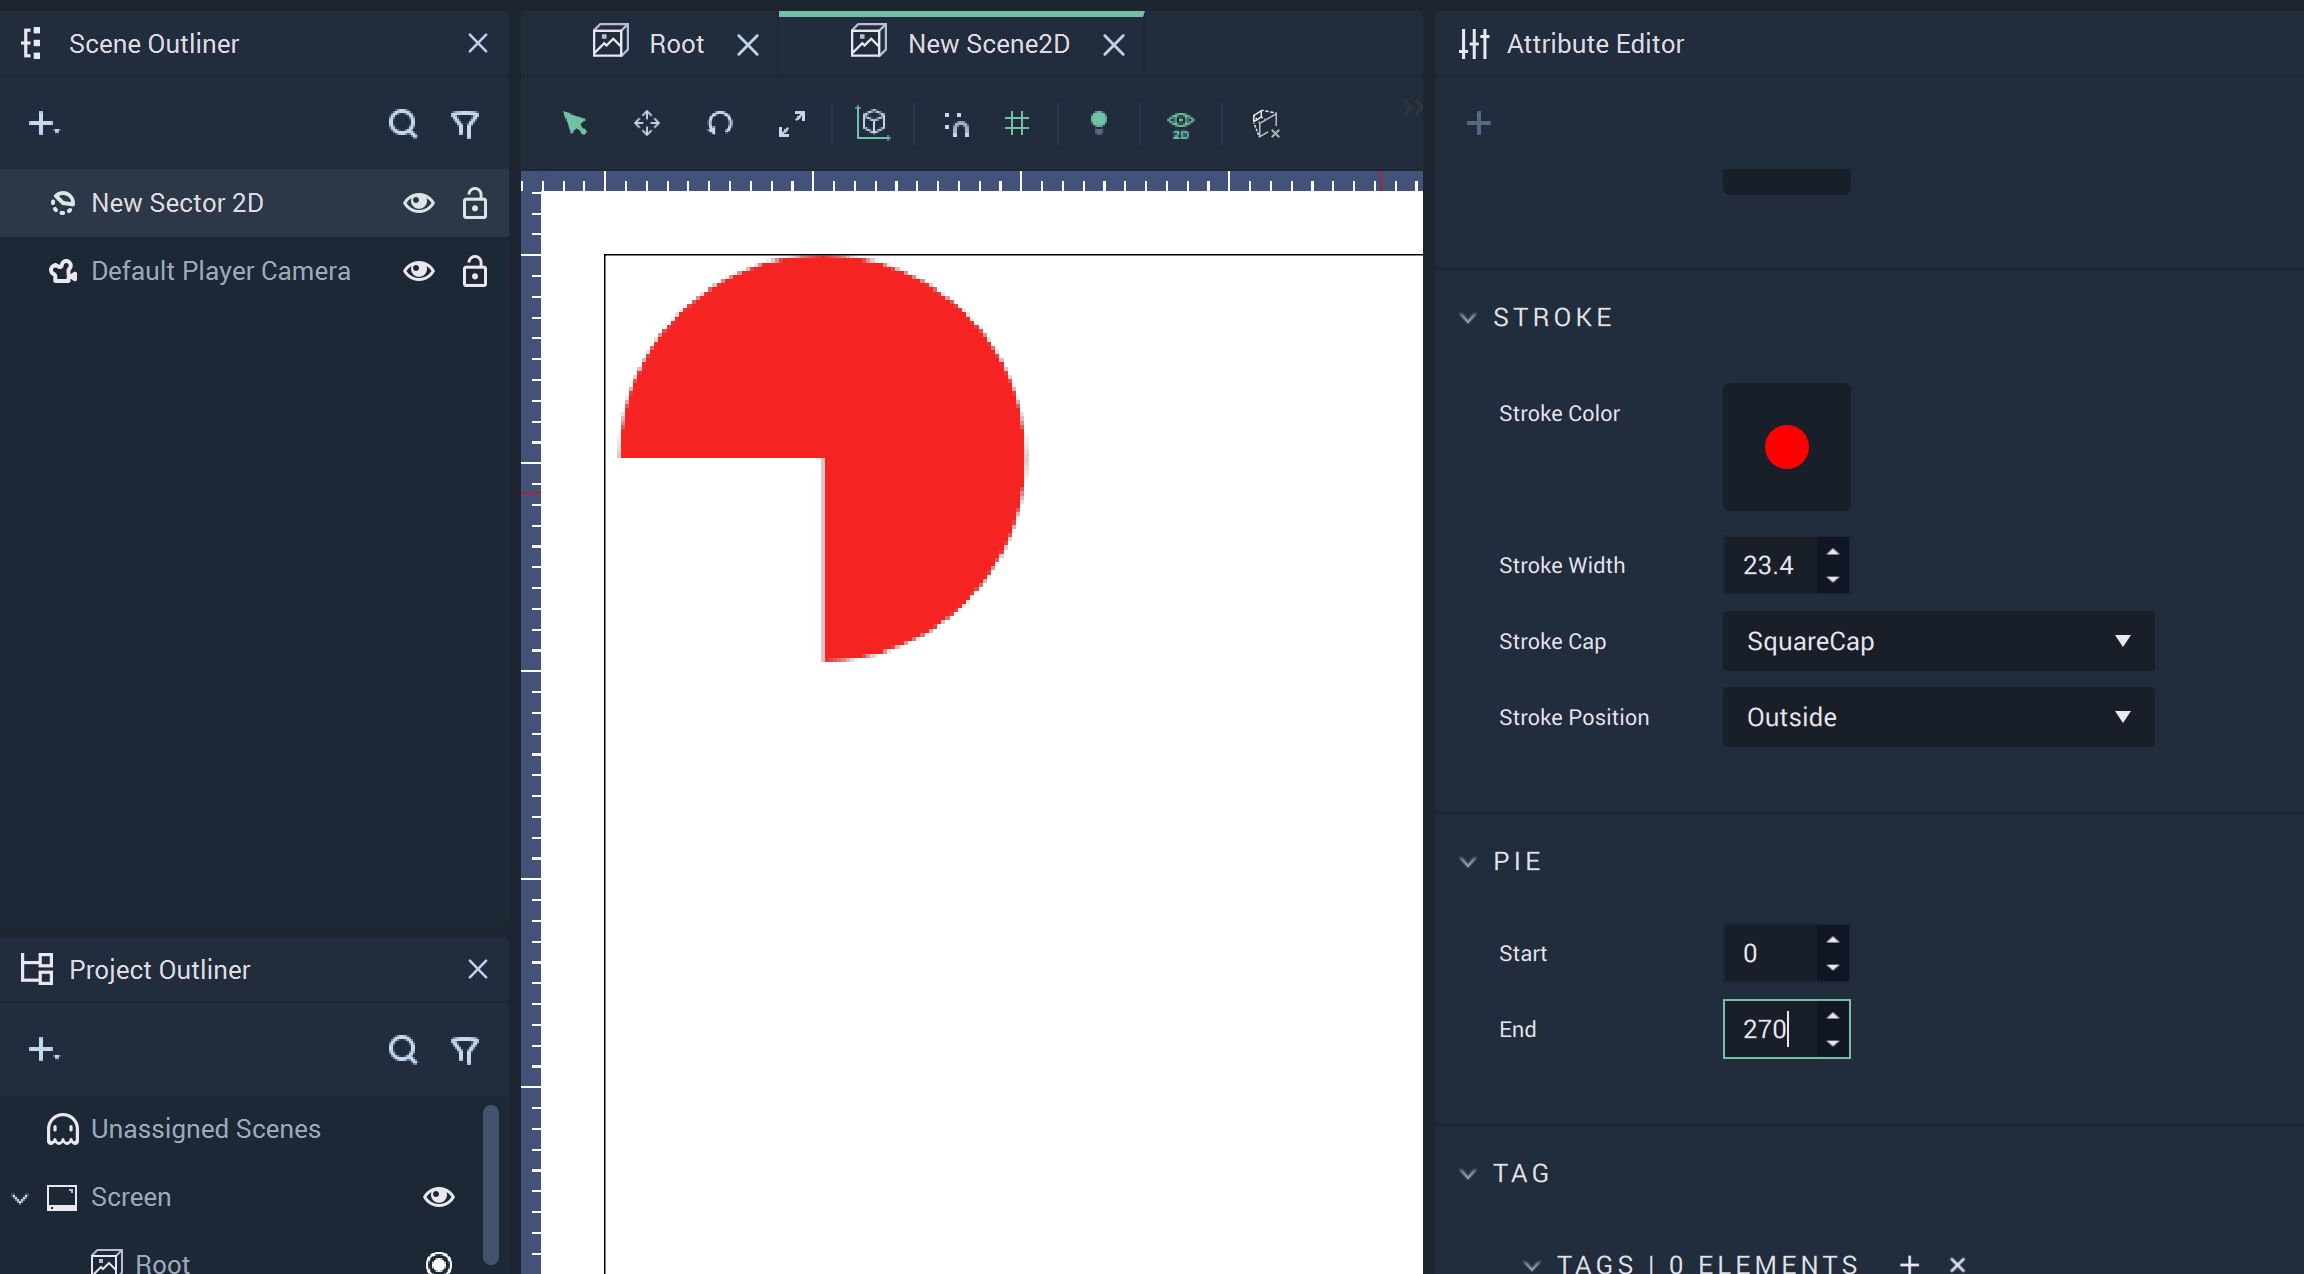 Scene Outliner
New Sector 2D
Default Player Camera
Project Outliner
Unassigned Scenes
Screen
Root
Root
New Scene2D
2D
Attribute Editor
STROKE
Stroke Color
Stroke Width 23.4
Stroke Cap SquareCap
Stroke Position Outside
PIE
Start 0
End 270
TAG
TAGS | 0 ELEMENTS